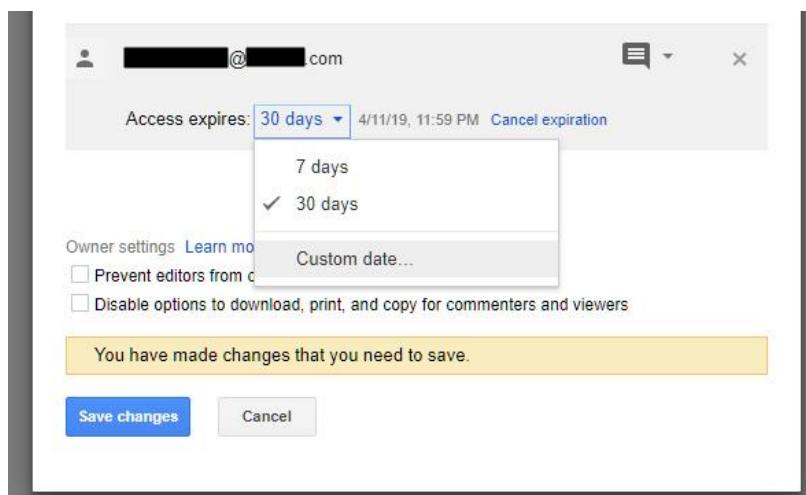 @ .com
Access expires: 30 days 4/11/19, 11:59 PM Cancel expiration
7 days
30 days
Custom date...
Owner settings Learn mo
Prevent editors from c
Disable options to download, print, and copy for commenters and viewers
You have made changes that you need to save.
Save changes Cancel